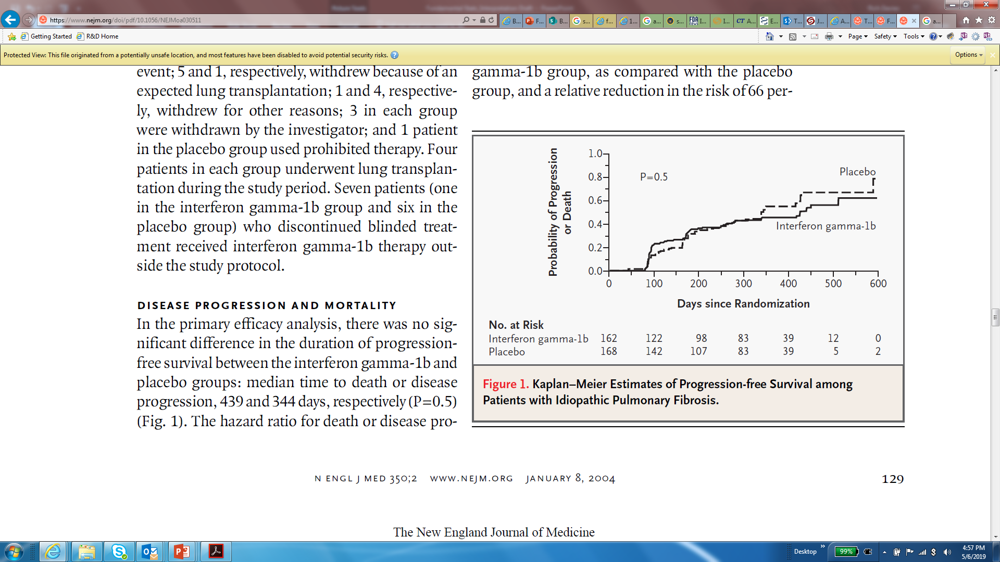 https://www.nejm.org/doi/pdf/10.1056/NEJMoa030511
B...
F...
B...
s...
f...
1...
a...
s...
I...
I...
CT A...
E...
T...
J...
A...
T...
F...
a...
Getting Started
R&D Home
Page
Safety
Tools
Protected View: This file originated from a potentially unsafe location, and most features have been disabled to avoid potential security risks.
Options
event; 5 and 1, respectively, withdrew because of an
expected lung transplantation; 1 and 4, respective-
ly, withdrew for other reasons; 3 in each group
were withdrawn by the investigator; and 1 patient
in the placebo group used prohibited therapy. Four
patients in each group underwent lung transplan-
tation during the study period. Seven patients (one
in the interferon gamma-1b group and six in the
placebo group) who discontinued blinded treat-
ment received interferon gamma-1b therapy out-
side the study protocol.
DISEASE PROGRESSION AND MORTALITY
In the primary efficacy analysis, there was no sig-
nificant difference in the duration of progression-
free survival between the interferon gamma-1b and
placebo groups: median time to death or disease
progression, 439 and 344 days, respectively (P=0.5)
(Fig. 1). The hazard ratio for death or disease pro-
gamma-1b group, as compared with the placebo
group, and a relative reduction in the risk of 66 per-
Probability of Progression
or Death
1.0
0.8
0.6
0.4
0.2
0.0
P=0.5
Placebo
Interferon gamma-1b
0 100 200 300 400 500 600
Days since Randomization
No. at Risk
Interferon gamma-1b 162 122 98 83 39 12 0
Placebo 168 142 107 83 39 5 2
Figure 1. Kaplan–Meier Estimates of Progression-free Survival among
Patients with Idiopathic Pulmonary Fibrosis.
N ENGL J MED 350;2 WWW.NEJM.ORG JANUARY 8, 2004 129
The New England Journal of Medicine
Desktop
99%
4:57 PM
5/6/2019